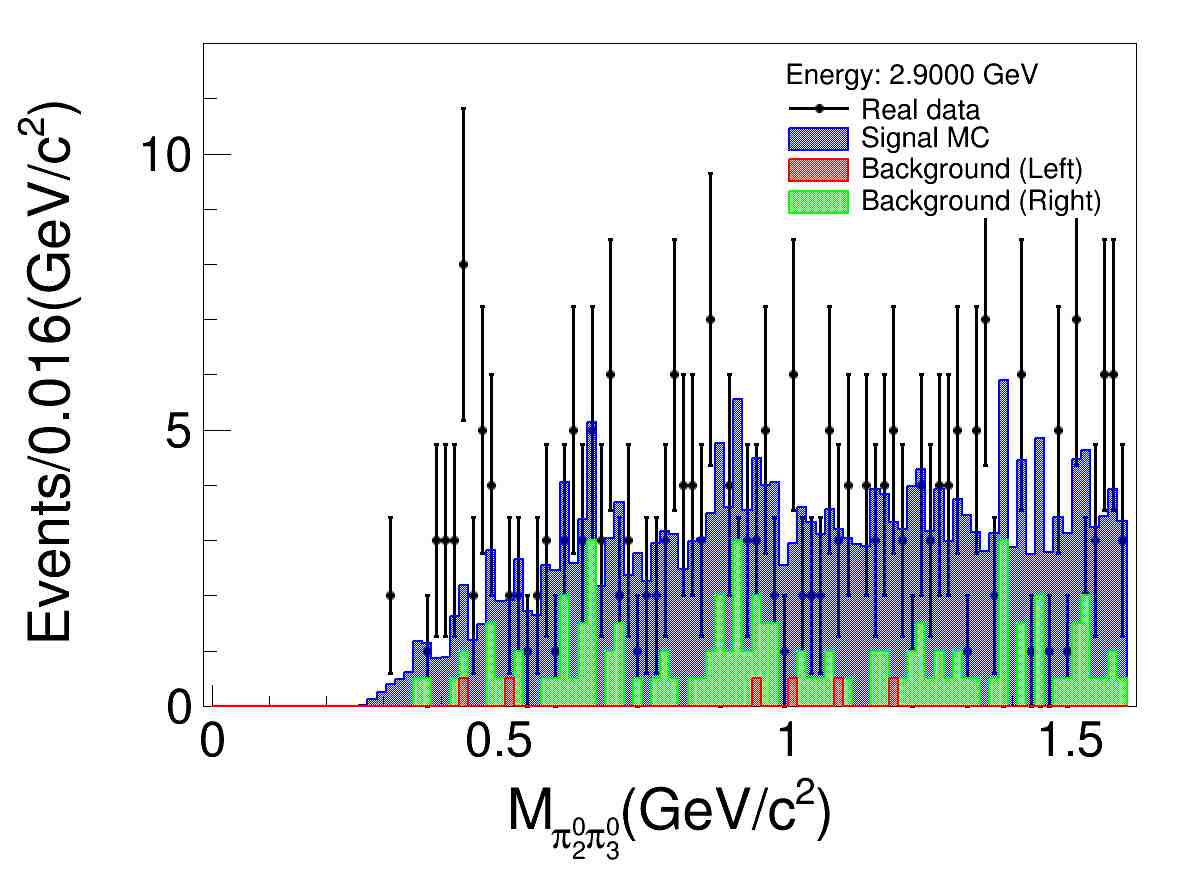 Energy: 2.9000 GeV
Real data
Signal MC
Background (Left)
Background (Right)
Events/0.016(GeV/c²)
10
5
0
0 0.5 1 1.5
M_{π⁰₂π⁰₃}(GeV/c²)